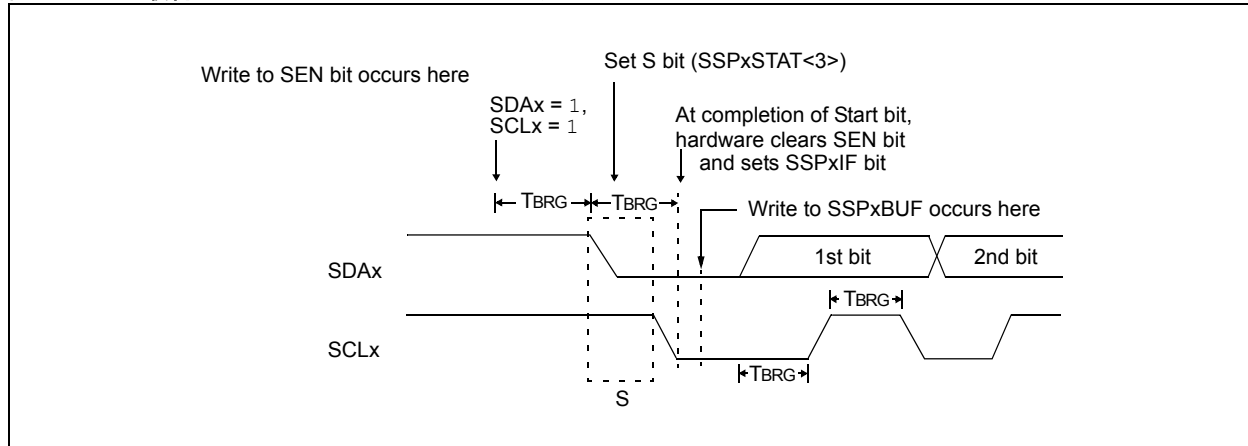 Write to SEN bit occurs here
Set S bit (SSPxSTAT<3>)
SDAx = 1,
SCLx = 1
At completion of Start bit,
hardware clears SEN bit
and sets SSPxIF bit
TBRG
TBRG
Write to SSPxBUF occurs here
SDAx
1st bit
2nd bit
TBRG
SCLx
TBRG
S